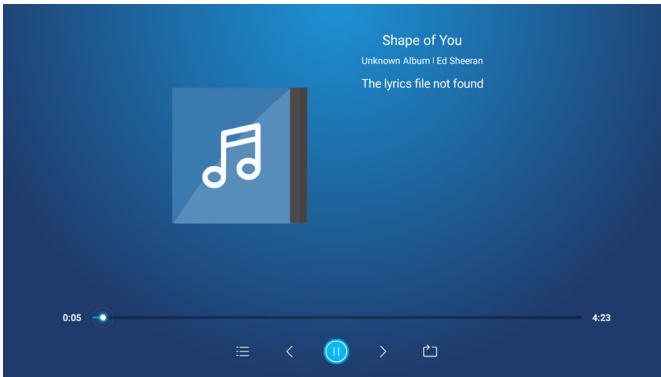 Shape of You
Unknown Album | Ed Sheeran
The lyrics file not found
0:05
4:23